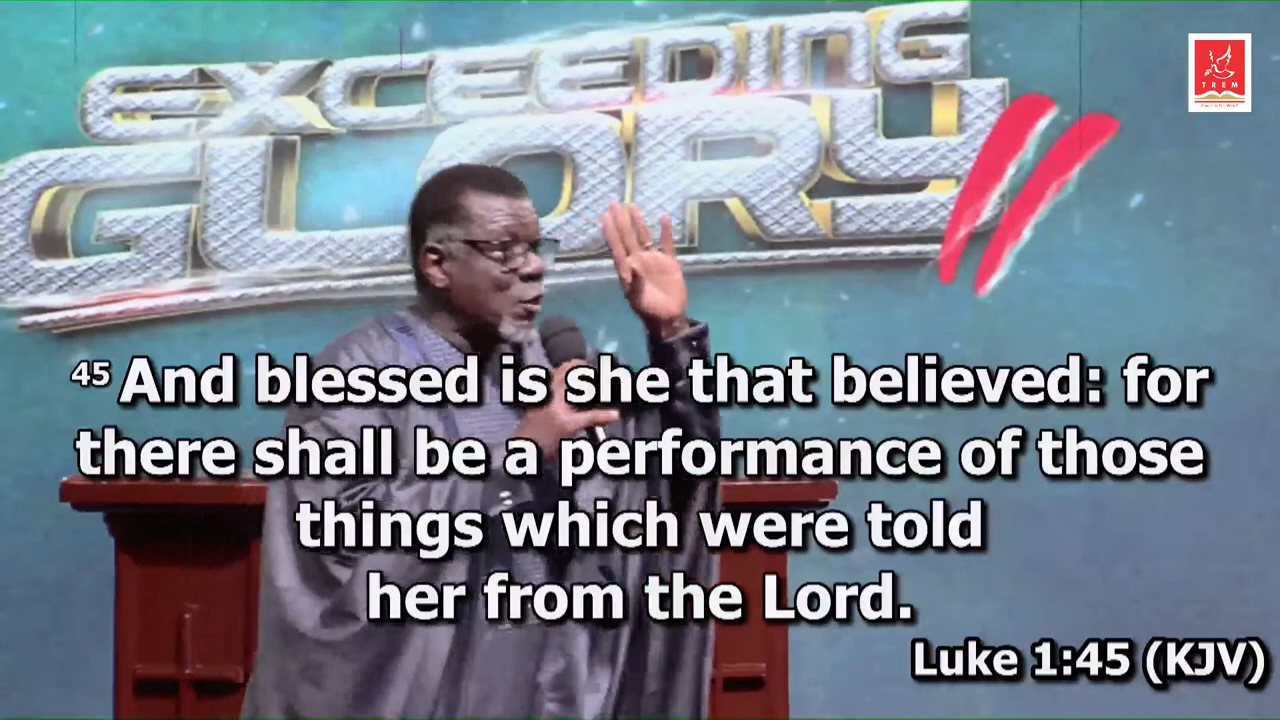 EXCEEDING
GLORY
TREM
45 And blessed is she that believed: for
there shall be a performance of those
things which were told
her from the Lord.
Luke 1:45 (KJV)